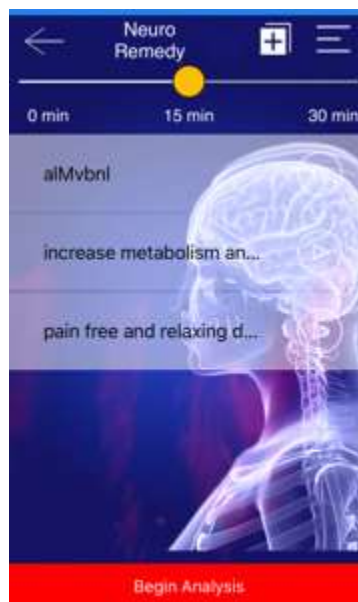 Neuro
Remedy
0 min 15 min 30 min
alMvbnl
increase metabolism an...
pain free and relaxing d...
Begin Analysis